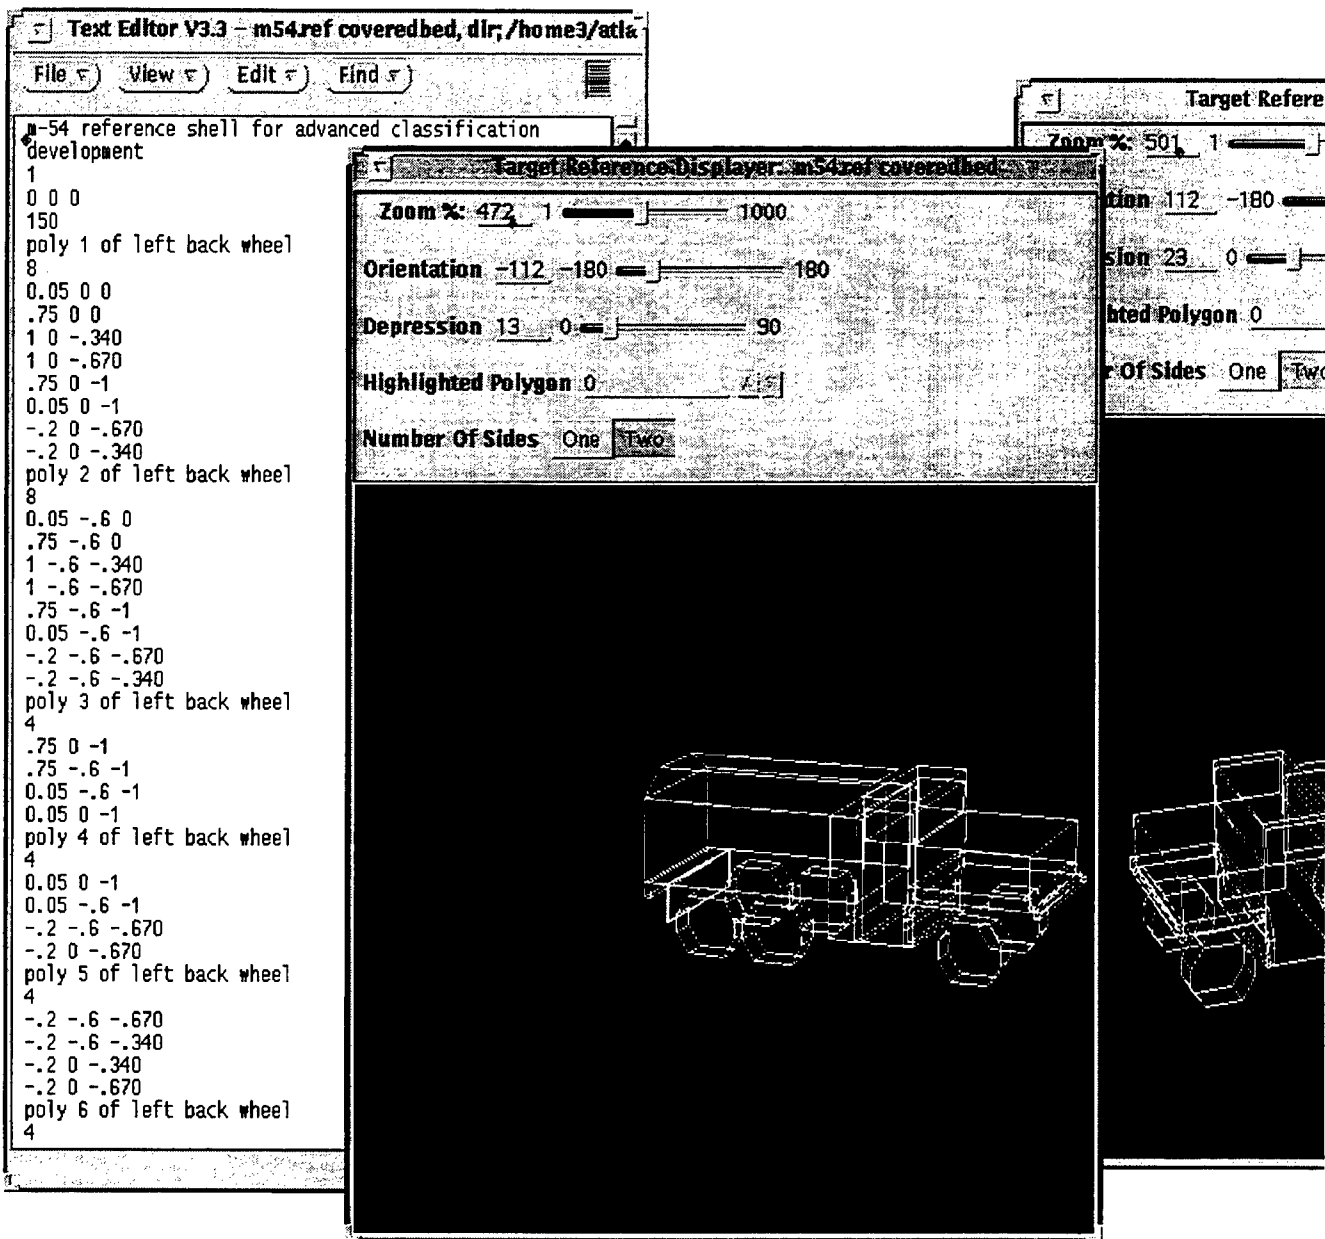 Text Editor V3.3 - m54.ref coveredbed, dir; /home3/atla
File View Edit Find
m-54 reference shell for advanced classification
development
1
0 0 0
150
poly 1 of left back wheel
8
0.05 0 0
.75 0 0
1 0 -.340
1 0 -.670
.75 0 -1
0.05 0 -1
-.2 0 -.670
-.2 0 -.340
poly 2 of left back wheel
8
0.05 -.6 0
.75 -.6 0
1 -.6 -.340
1 -.6 -.670
.75 -.6 -1
0.05 -.6 -1
-.2 -.6 -.670
-.2 -.6 -.340
poly 3 of left back wheel
4
.75 0 -1
.75 -.6 -1
0.05 -.6 -1
0.05 0 -1
poly 4 of left back wheel
4
0.05 0 -1
0.05 -.6 -1
-.2 -.6 -.670
-.2 0 -.670
poly 5 of left back wheel
4
-.2 -.6 -.670
-.2 -.6 -.340
-.2 0 -.340
-.2 0 -.670
poly 6 of left back wheel
4
Target Reference Displayer: m54.ref coveredbed
Zoom %: 472 1 1000
Orientation -112 -180 180
Depression 13 0 90
Highlighted Polygon 0
Number Of Sides One Two
Target Refere
Zoom %: 501 1
tion 112 -180
sion 23 0
hted Polygon 0
r Of Sides One Two